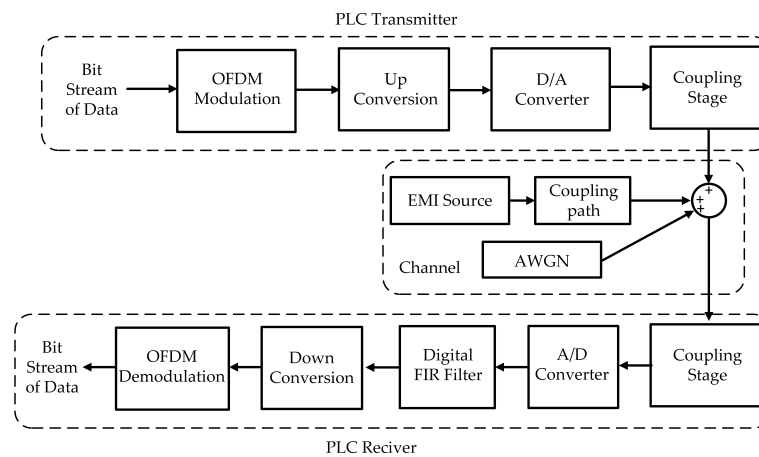 PLC Transmitter
Bit
Stream
of Data
OFDM
Modulation
Up
Conversion
D/A
Converter
Coupling
Stage
EMI Source
Coupling
path
+
+
+
AWGN
Channel
Bit
Stream
of Data
OFDM
Demodulation
Down
Conversion
Digital
FIR Filter
A/D
Converter
Coupling
Stage
PLC Reciver